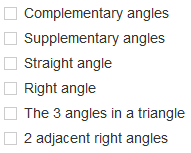 Complementary angles
Supplementary angles
Straight angle
Right angle
The 3 angles in a triangle
2 adjacent right angles